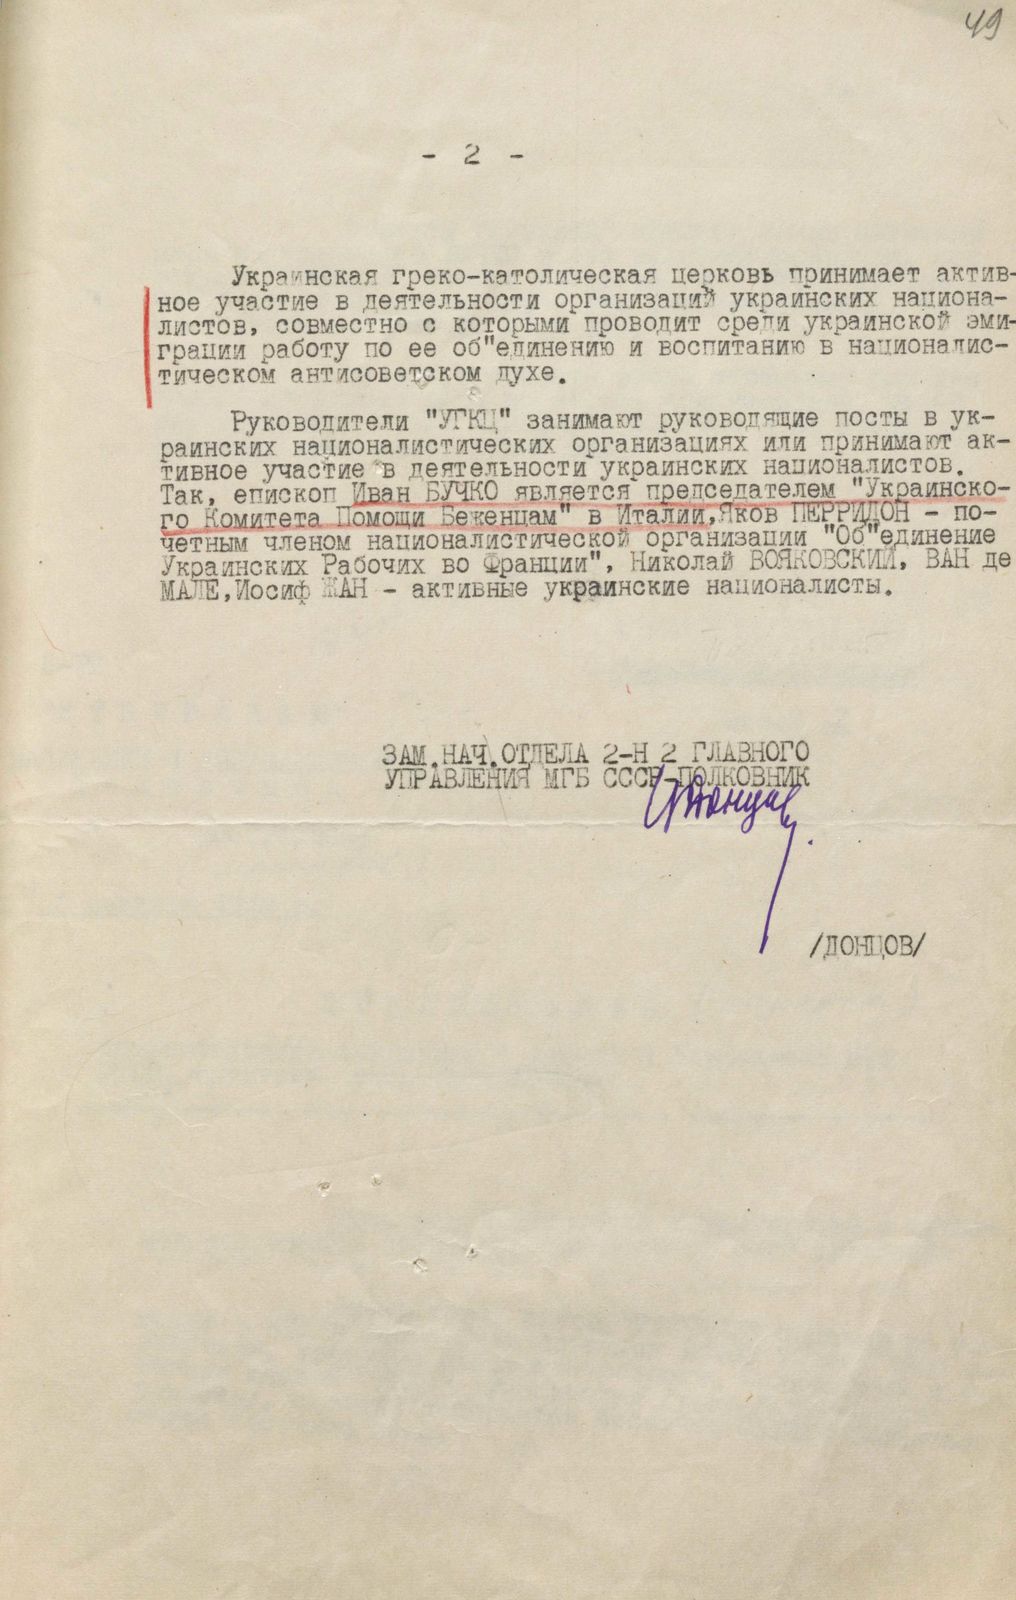 49
- 2 -
Украинская греко-католическая церковь принимает актив-
ное участие в деятельности организаций украинских национа-
листов, совместно с которыми проводит среди украинской эми-
грации работу по ее об"единению и воспитанию в националис-
тическом антисоветском духе.
Руководители "УГКЦ" занимают руководящие посты в ук-
раинских националистических организациях или принимают ак-
тивное участие в деятельности украинских националистов.
Так, епископ Иван БУЧКО является председателем "Украинско-
го Комитета Помощи Беженцам" в Италии, Яков ПЕРРИДОН - по-
четным членом националистической организации "Об"единение
Украинских Рабочих во Франции", Николай ВОЯКОВСКИЙ, ВАН де
МАЛЕ, Иосиф ЖАН - активные украинские националисты.
ЗАМ.НАЧ.ОТДЕЛА 2-Н 2 ГЛАВНОГО
УПРАВЛЕНИЯ МГБ СССР-ПОЛКОВНИК
Донцов
/ДОНЦОВ/